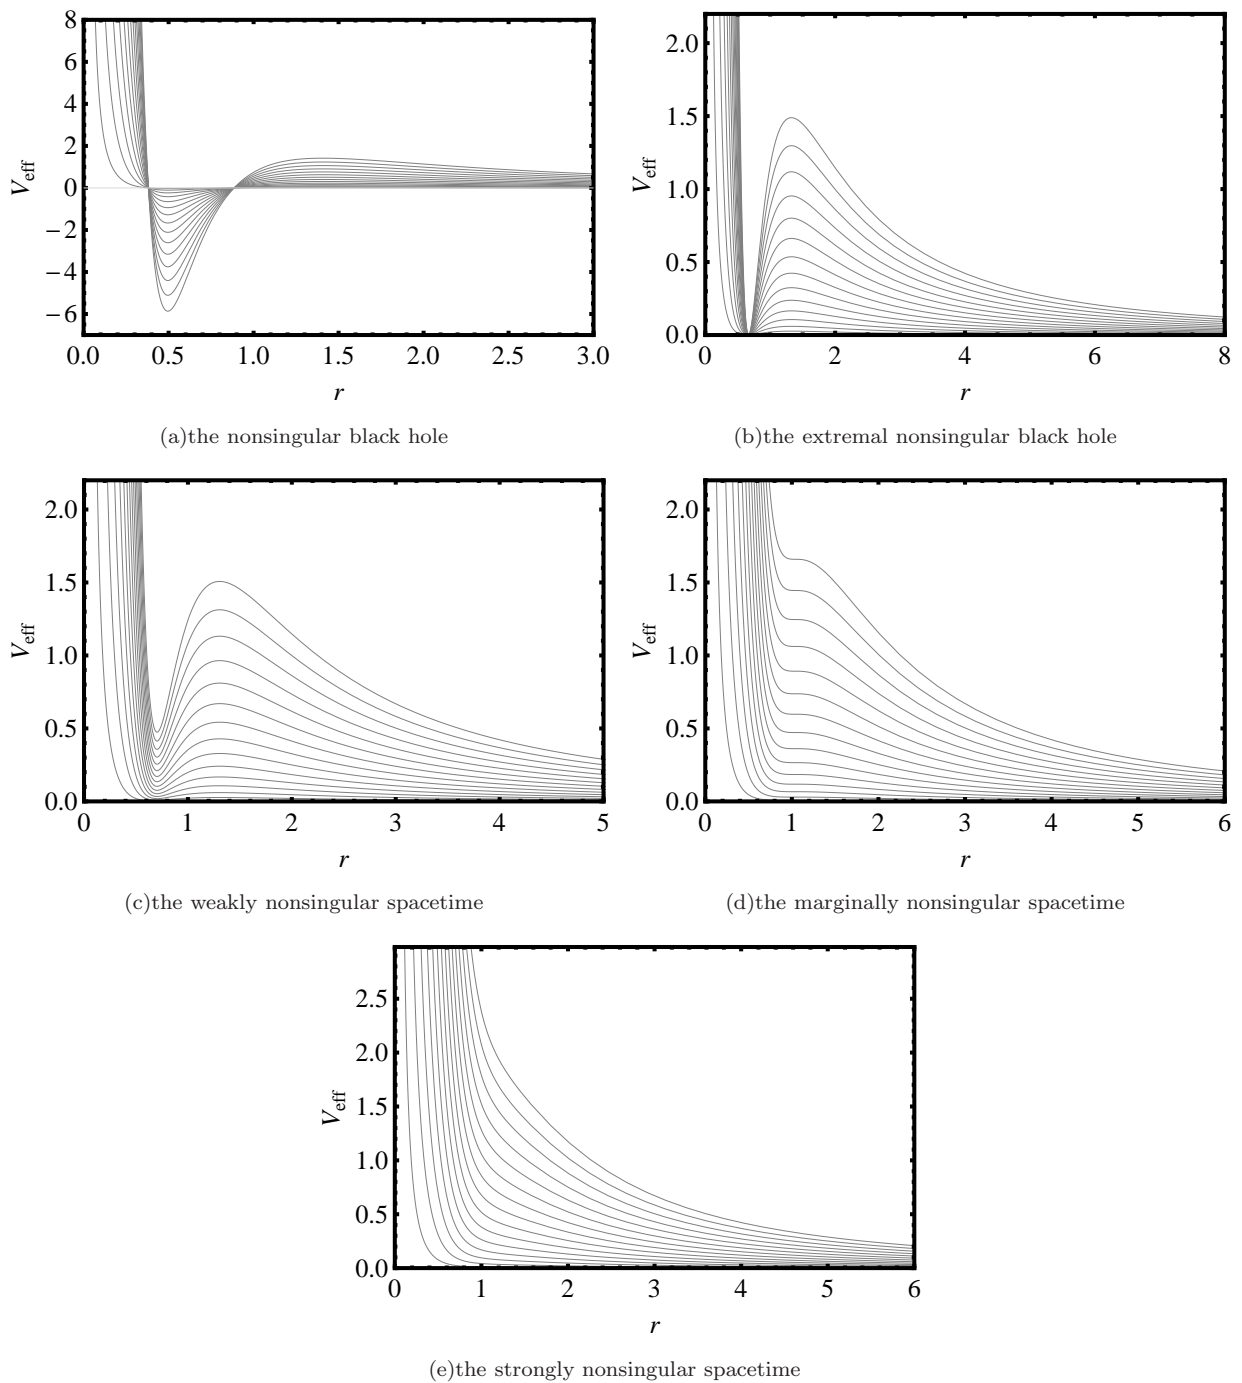 8
6
4
2
0
−2
−4
−6
V_eff
0.0 0.5 1.0 1.5 2.0 2.5 3.0
r
(a)the nonsingular black hole
2.0
1.5
1.0
0.5
0.0
V_eff
0 2 4 6 8
r
(b)the extremal nonsingular black hole
2.0
1.5
1.0
0.5
0.0
V_eff
0 1 2 3 4 5
r
(c)the weakly nonsingular spacetime
2.0
1.5
1.0
0.5
0.0
V_eff
0 1 2 3 4 5 6
r
(d)the marginally nonsingular spacetime
2.5
2.0
1.5
1.0
0.5
0.0
V_eff
0 1 2 3 4 5 6
r
(e)the strongly nonsingular spacetime